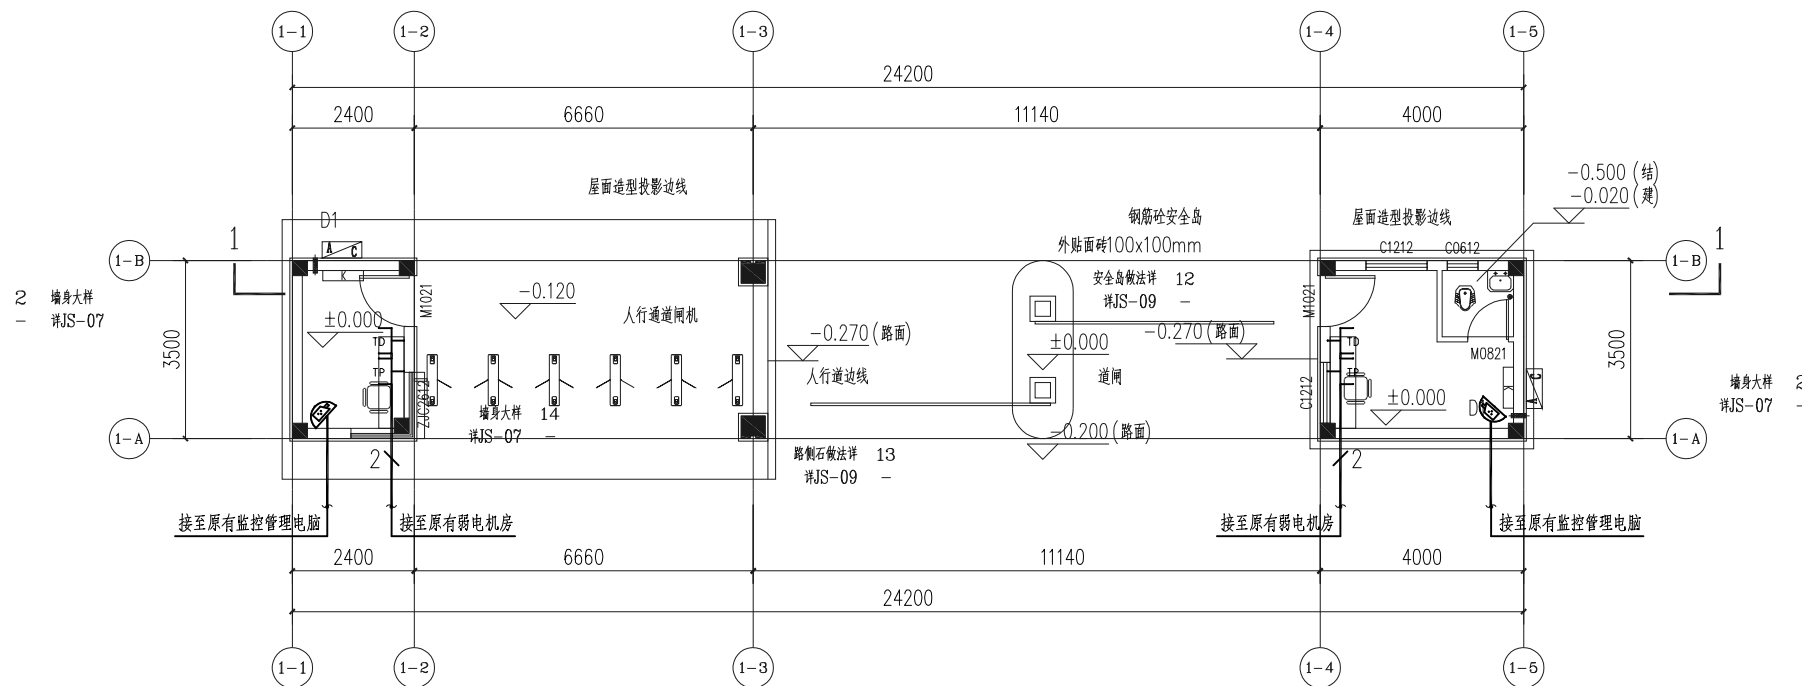 1-1
1-2
1-3
1-4
1-5
24200
2400
6660
11140
4000
-0.500(结)
-0.020(建)
屋面造型投影边线
钢筋砼安全岛
外贴面砖100x100mm
屋面造型投影边线
D1
C1212
C0612
1
1
1-B
1-B
A
C
K
安全岛做法详
12
详JS-09
-
2
墙身大样
-
详JS-07
-0.120
M1021
M1021
人行通道闸机
±0.000
-0.270(路面)
-0.270(路面)
±0.000
3500
3500
TD
TP
TD
TP
M0821
人行道边线
道闸
K
A
C
墙身大样
2
详JS-07
-
ZJC2612
C1212
±0.000
D
墙身大样
14
详JS-07
-
1-A
1-A
-0.200(路面)
路侧石做法详
13
详JS-09
-
2
2
接至原有监控管理电脑
接至原有弱电机房
接至原有弱电机房
接至原有监控管理电脑
2400
6660
11140
4000
24200
1-1
1-2
1-3
1-4
1-5